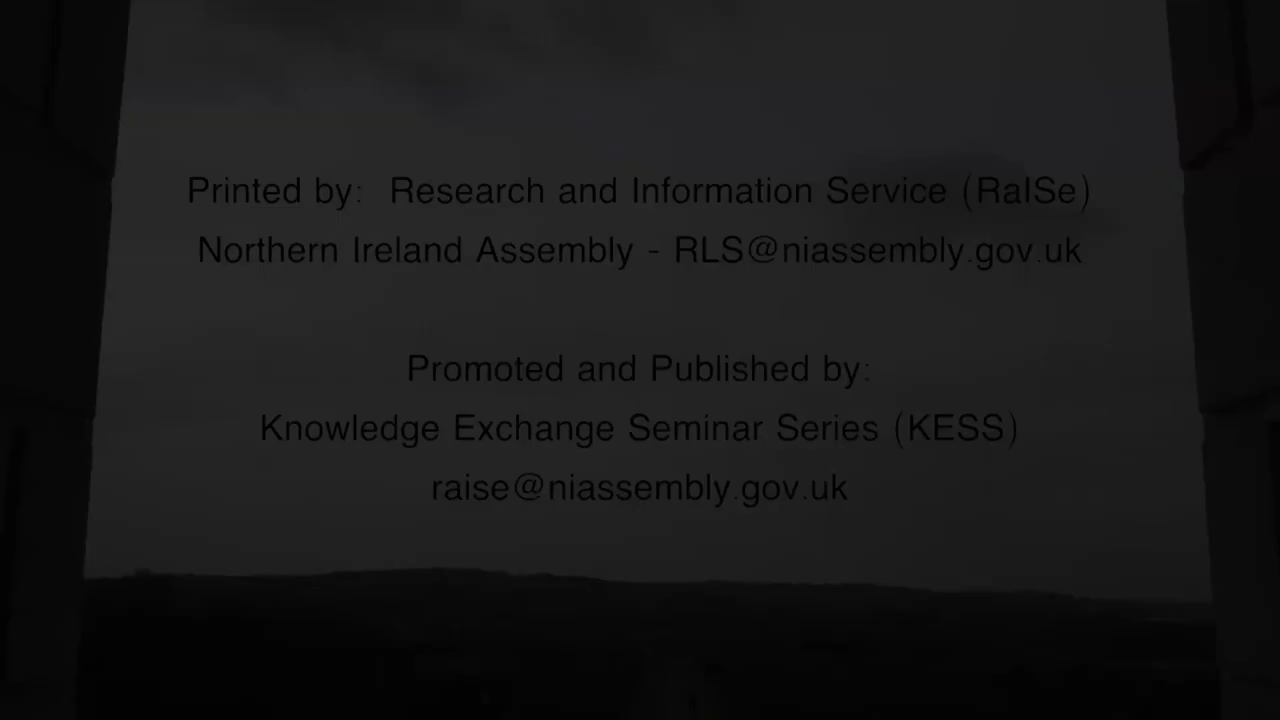 Printed by: Research and Information Service (RaISe)
Northern Ireland Assembly - RLS@niassembly.gov.uk
Promoted and Published by:
Knowledge Exchange Seminar Series (KESS)
raise@niassembly.gov.uk